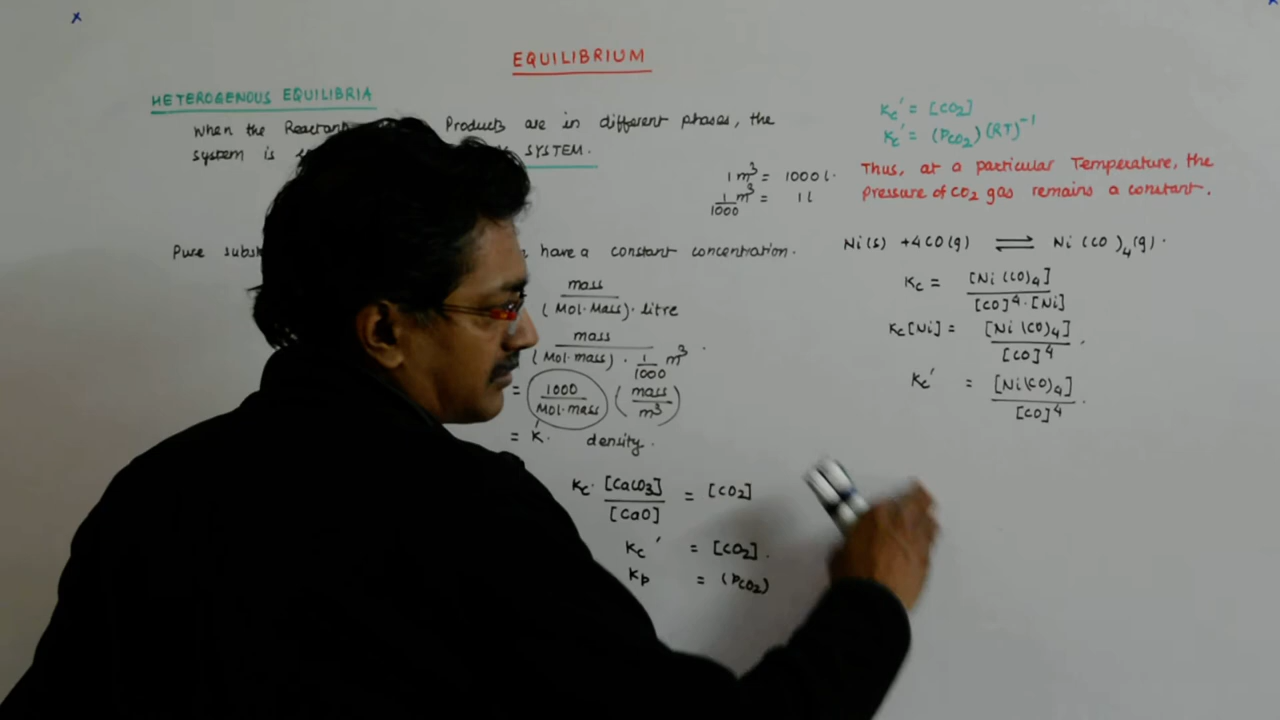 EQUILIBRIUM
HETEROGENOUS EQUILIBRIA
When the Reactant Products are in different phases, the
system is SYSTEM.
Pure have a constant concentration.
mass
(Mol. Mass). litre
mass
(Mol. mass) . 1/1000 m³
= (1000/Mol. mass) (mass/m³)
= K'. density.
Kc. [CaCO3]/[CaO] = [CO2]
Kc' = [CO2].
Kp = (PCO2)
1 m³ = 1000 l.
1/1000 m³ = 1 l
Kc' = [CO2]
Kc' = (PCO2)(RT)⁻¹
Thus, at a particular Temperature, the
Pressure of CO2 gas remains a constant.
Ni(s) + 4CO(g) ⇌ Ni(CO)4(g).
Kc = [Ni(CO)4]/[CO]⁴.[Ni]
Kc[Ni] = [Ni(CO)4]/[CO]⁴.
Kc' = [Ni(CO)4]/[CO]⁴.